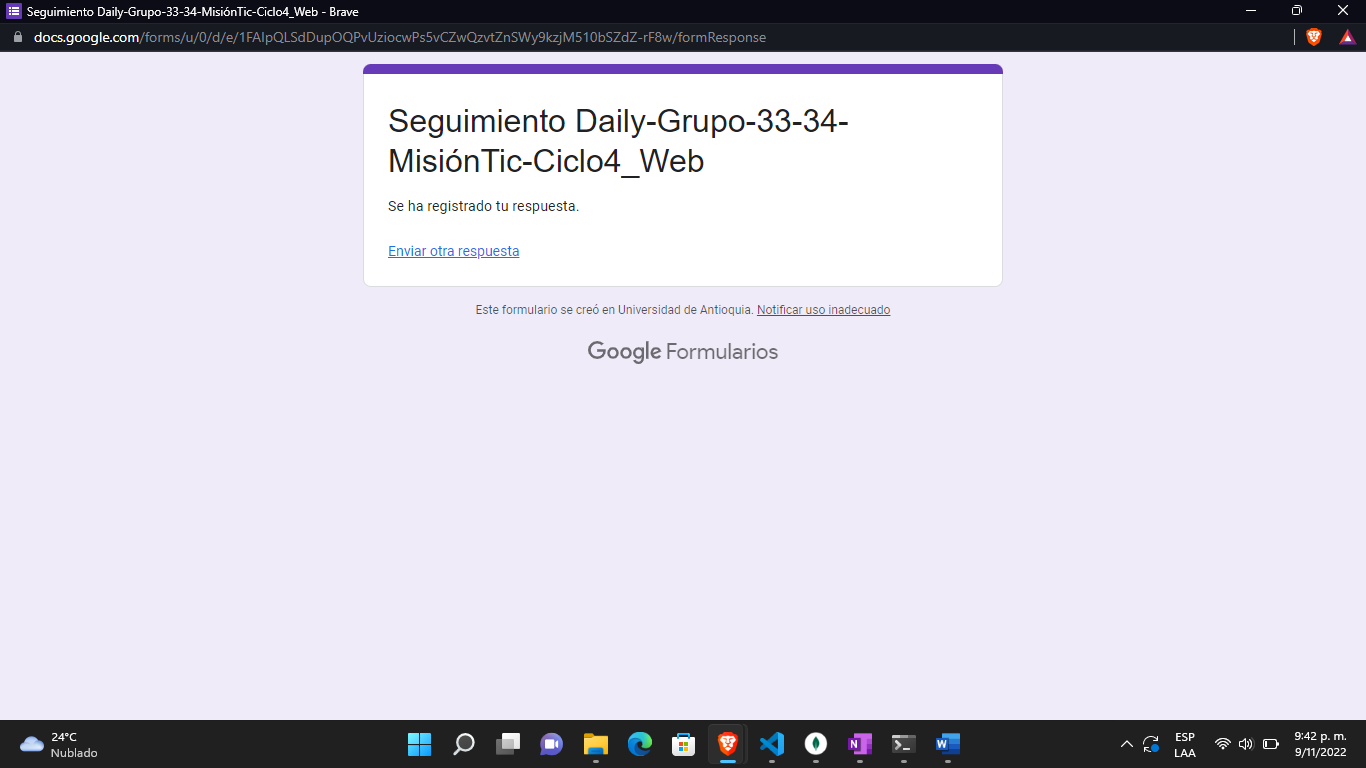 Seguimiento Daily-Grupo-33-34-MisiónTic-Ciclo4_Web - Brave
docs.google.com/forms/u/0/d/e/1FAIpQLSdDupOQPvUziocwPs5vCZwQzvtZnSWy9kzjM510bSZdZ-rF8w/formResponse
Seguimiento Daily-Grupo-33-34-
MisiónTic-Ciclo4_Web
Se ha registrado tu respuesta.
Enviar otra respuesta
Este formulario se creó en Universidad de Antioquia. Notificar uso inadecuado
Google Formularios
24°C
Nublado
ESP
LAA
9:42 p. m.
9/11/2022